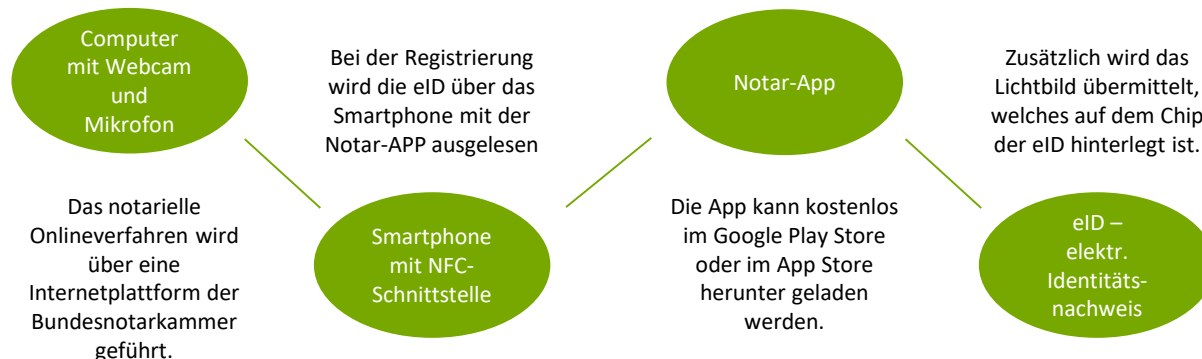 Computer
mit Webcam
und
Mikrofon
Das notarielle
Onlineverfahren wird
über eine
Internetplattform der
Bundesnotarkammer
geführt.
Bei der Registrierung
wird die eID über das
Smartphone mit der
Notar-APP ausgelesen
Smartphone
mit NFC-
Schnittstelle
Notar-App
Die App kann kostenlos
im Google Play Store
oder im App Store
herunter geladen
werden.
Zusätzlich wird das
Lichtbild übermittelt,
welches auf dem Chip
der eID hinterlegt ist.
eID –
elektr.
Identitäts-
nachweis